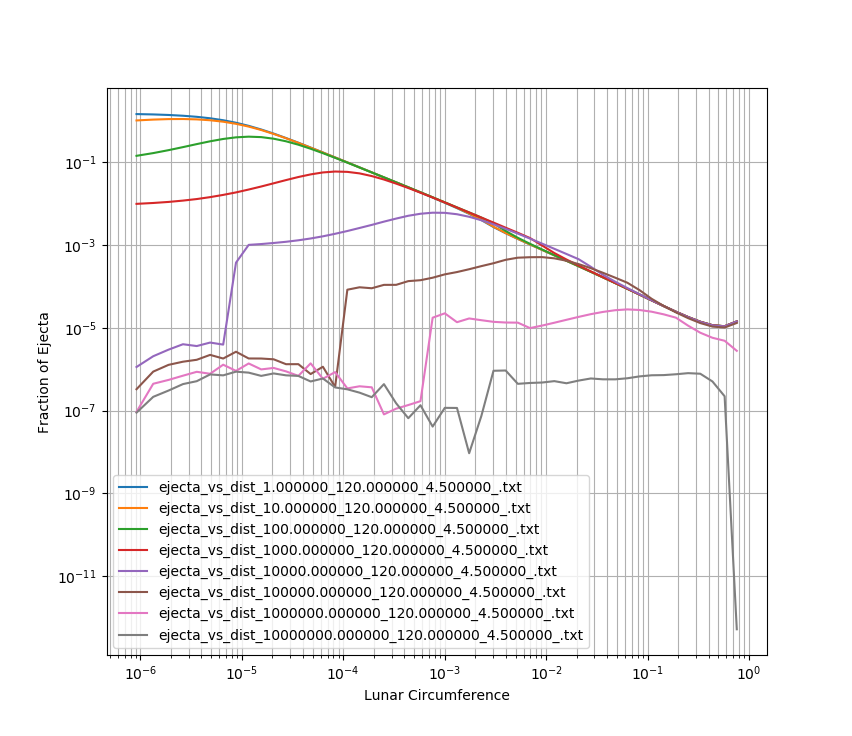 10⁻¹
10⁻³
10⁻⁵
10⁻⁷
10⁻⁹
10⁻¹¹
Fraction of Ejecta
ejecta_vs_dist_1.000000_120.000000_4.500000_.txt
ejecta_vs_dist_10.000000_120.000000_4.500000_.txt
ejecta_vs_dist_100.000000_120.000000_4.500000_.txt
ejecta_vs_dist_1000.000000_120.000000_4.500000_.txt
ejecta_vs_dist_10000.000000_120.000000_4.500000_.txt
ejecta_vs_dist_100000.000000_120.000000_4.500000_.txt
ejecta_vs_dist_1000000.000000_120.000000_4.500000_.txt
ejecta_vs_dist_10000000.000000_120.000000_4.500000_.txt
10⁻⁶ 10⁻⁵ 10⁻⁴ 10⁻³ 10⁻² 10⁻¹ 10⁰
Lunar Circumference